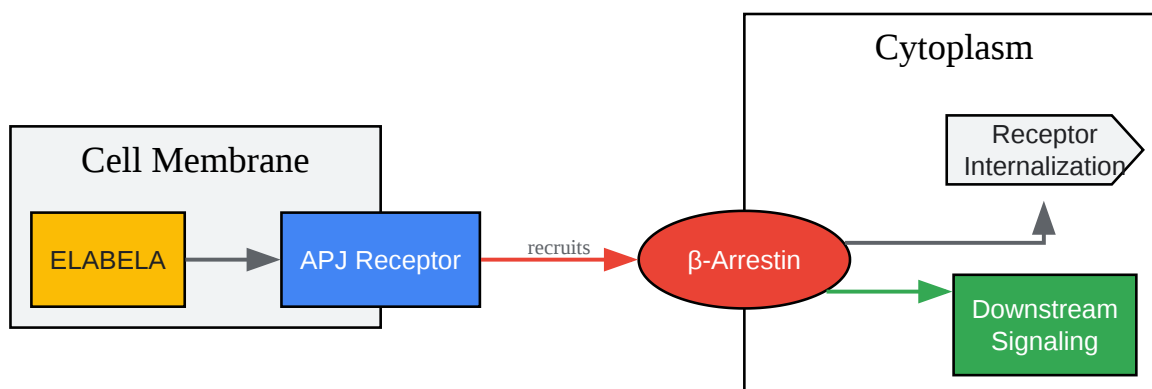 Cytoplasm
Cell Membrane
Receptor
Internalization
ELABELA
APJ Receptor
recruits
β-Arrestin
Downstream
Signaling